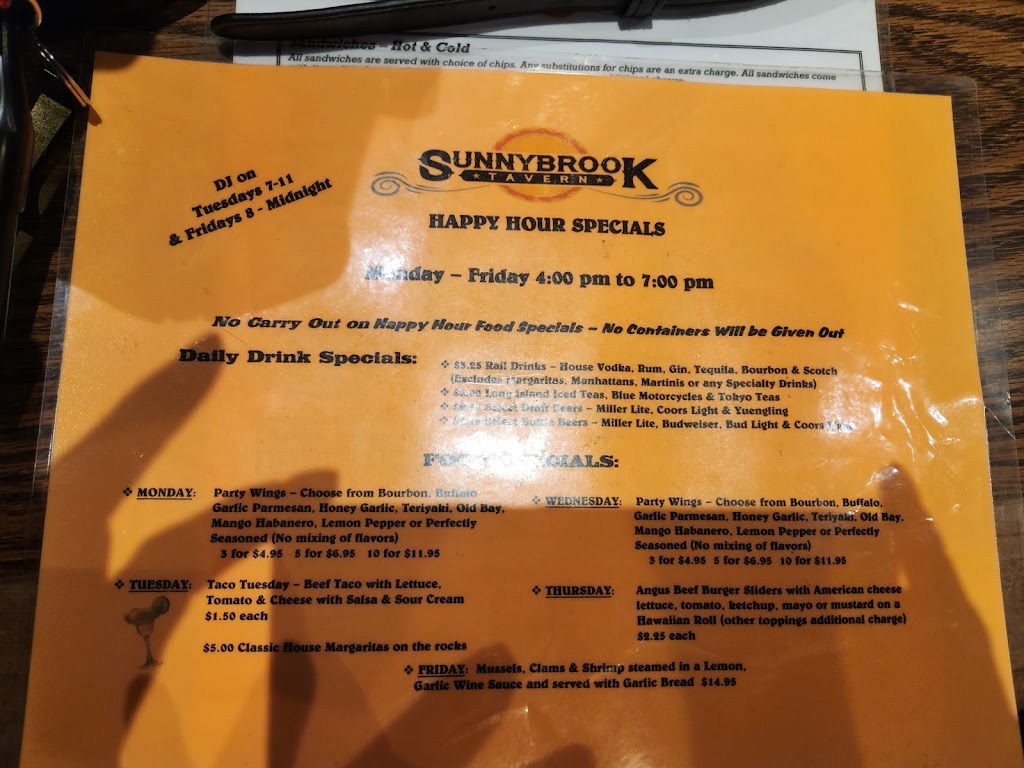 Sandwiches – Hot & Cold
All sandwiches are served with choice of chips. Any substitutions for chips are an extra charge. All sandwiches come
DJ on
Tuesdays 7-11
& Fridays 8 - Midnight
SUNNYBROOK
TAVERN
HAPPY HOUR SPECIALS
Monday – Friday 4:00 pm to 7:00 pm
No Carry Out on Happy Hour Food Specials – No Containers Will be Given Out
Daily Drink Specials:
❖ $3.25 Rail Drinks – House Vodka, Rum, Gin, Tequila, Bourbon & Scotch
(Excludes Margaritas, Manhattans, Martinis or any Specialty Drinks)
❖ Long Island Iced Teas, Blue Motorcycles & Tokyo Teas
❖ Select Draft Beers – Miller Lite, Coors Light & Yuengling
❖ Select Bottle Beers – Miller Lite, Budweiser, Bud Light & Coors
FOOD SPECIALS:
❖ MONDAY: Party Wings – Choose from Bourbon, Buffalo
Garlic Parmesan, Honey Garlic, Teriyaki, Old Bay,
Mango Habanero, Lemon Pepper or Perfectly
Seasoned (No mixing of flavors)
3 for $4.95 5 for $6.95 10 for $11.95
❖ TUESDAY: Taco Tuesday – Beef Taco with Lettuce,
Tomato & Cheese with Salsa & Sour Cream
$1.50 each
$5.00 Classic House Margaritas on the rocks
❖ WEDNESDAY: Party Wings – Choose from Bourbon, Buffalo,
Garlic Parmesan, Honey Garlic, Teriyaki, Old Bay,
Mango Habanero, Lemon Pepper or Perfectly
Seasoned (No mixing of flavors)
3 for $4.95 5 for $6.95 10 for $11.95
❖ THURSDAY: Angus Beef Burger Sliders with American cheese
lettuce, tomato, ketchup, mayo or mustard on a
Hawaiian Roll (other toppings additional charge)
$2.25 each
❖ FRIDAY: Mussels, Clams & Shrimp steamed in a Lemon,
Garlic Wine Sauce and served with Garlic Bread $14.95